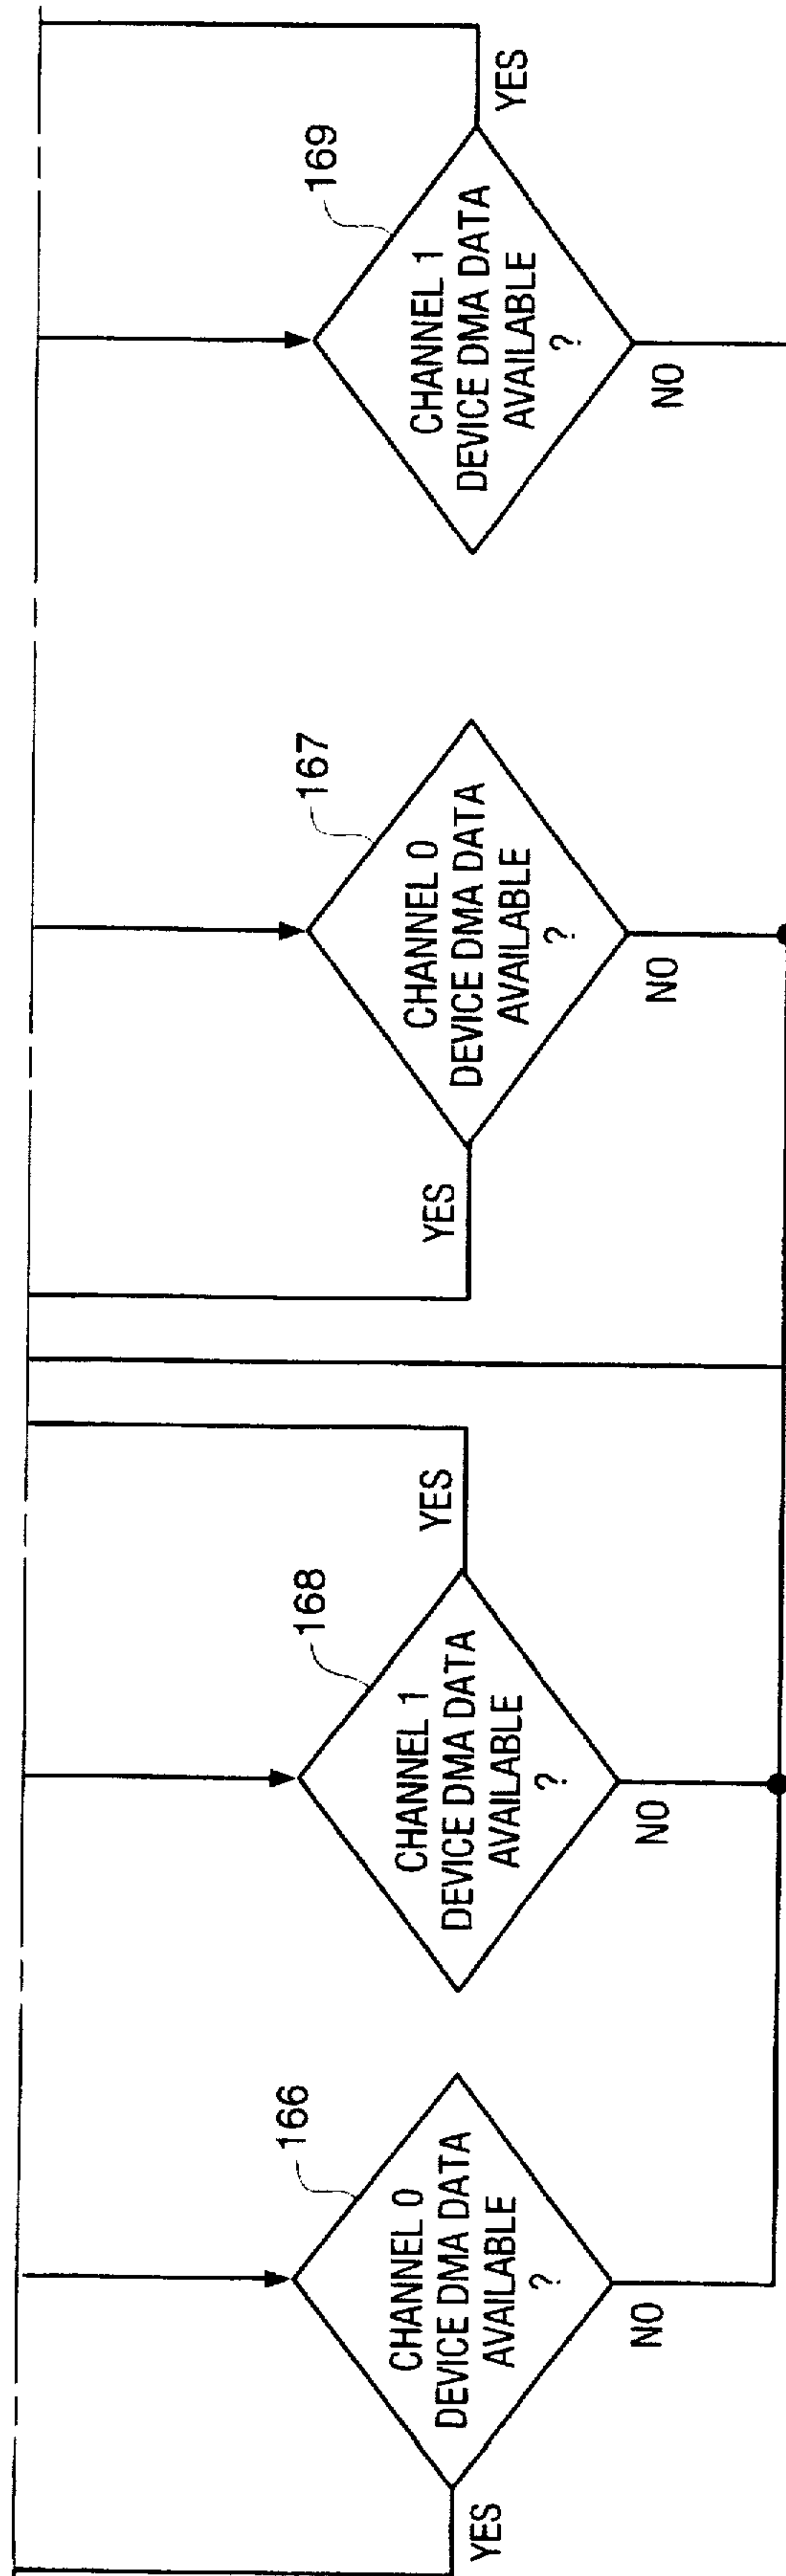 166
CHANNEL 0
DEVICE DMA DATA
AVAILABLE
?
YES
NO
168
CHANNEL 1
DEVICE DMA DATA
AVAILABLE
?
YES
NO
167
CHANNEL 0
DEVICE DMA DATA
AVAILABLE
?
YES
NO
169
CHANNEL 1
DEVICE DMA DATA
AVAILABLE
?
YES
NO